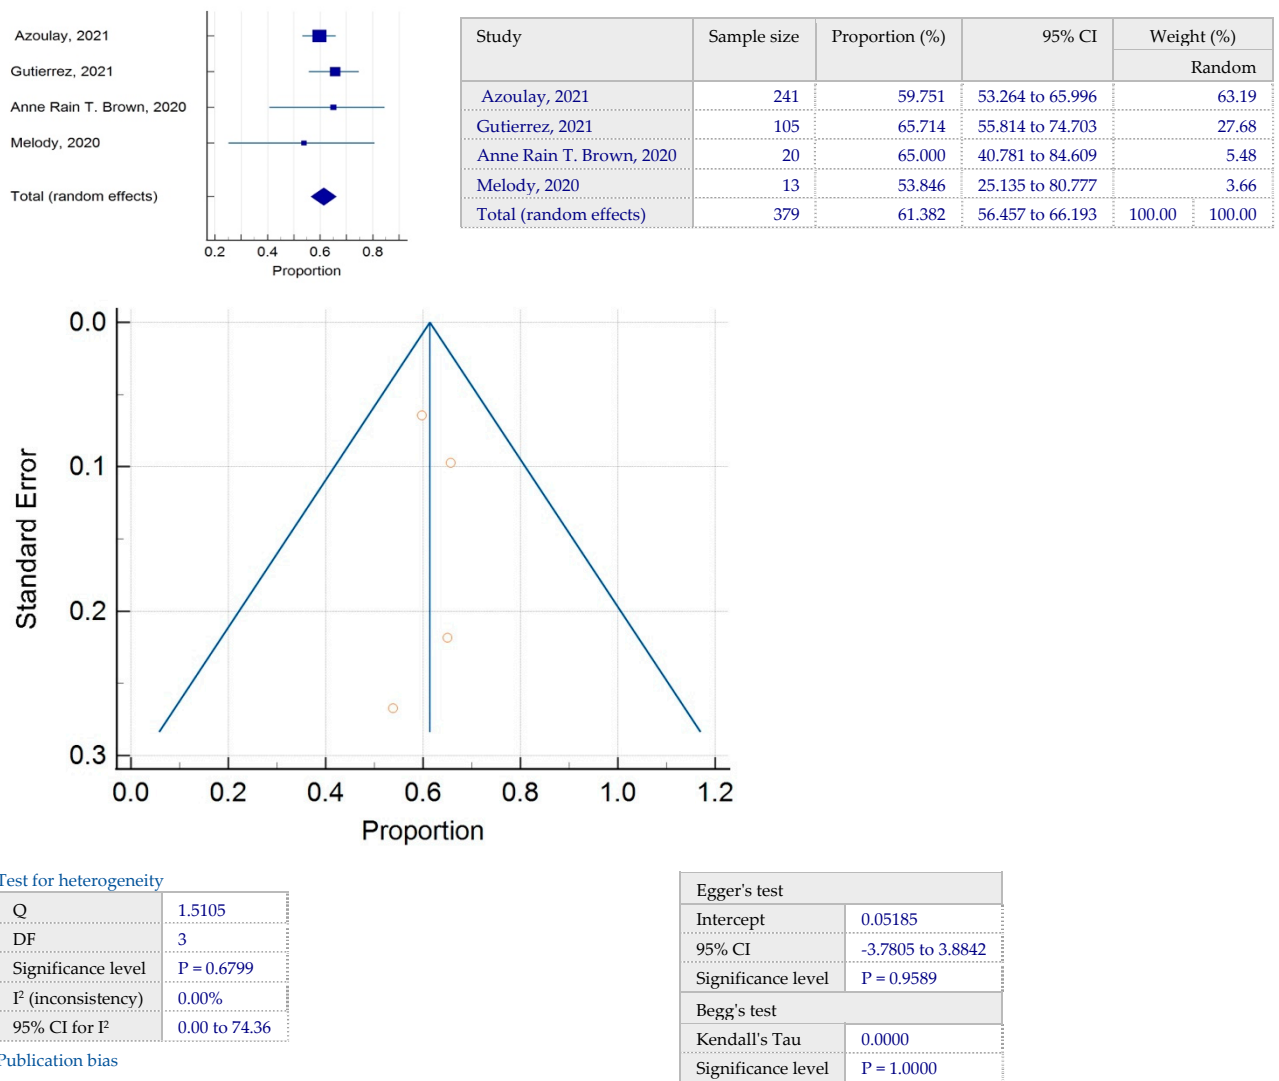 Azoulay, 2021
Gutierrez, 2021
Anne Rain T. Brown, 2020
Melody, 2020
Total (random effects)
0.2 0.4 0.6 0.8
Proportion
Study Sample size Proportion (%) 95% CI Weight (%)
Random
Azoulay, 2021 241 59.751 53.264 to 65.996 63.19
Gutierrez, 2021 105 65.714 55.814 to 74.703 27.68
Anne Rain T. Brown, 2020 20 65.000 40.781 to 84.609 5.48
Melody, 2020 13 53.846 25.135 to 80.777 3.66
Total (random effects) 379 61.382 56.457 to 66.193 100.00 100.00
0.0
0.1
0.2
0.3
Standard Error
0.0 0.2 0.4 0.6 0.8 1.0 1.2
Proportion
Test for heterogeneity
Q 1.5105
DF 3
Significance level P = 0.6799
I² (inconsistency) 0.00%
95% CI for I² 0.00 to 74.36
Publication bias
Egger's test
Intercept 0.05185
95% CI -3.7805 to 3.8842
Significance level P = 0.9589
Begg's test
Kendall's Tau 0.0000
Significance level P = 1.0000